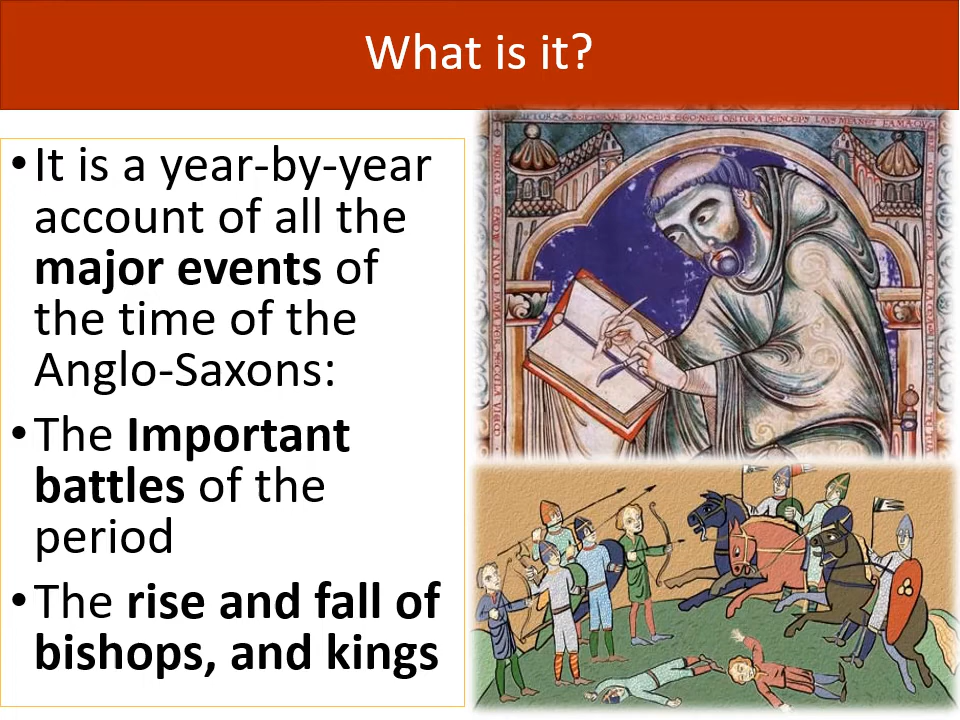 What is it?
•It is a year-by-year
account of all the
major events of
the time of the
Anglo-Saxons:
•The Important
battles of the
period
•The rise and fall of
bishops, and kings